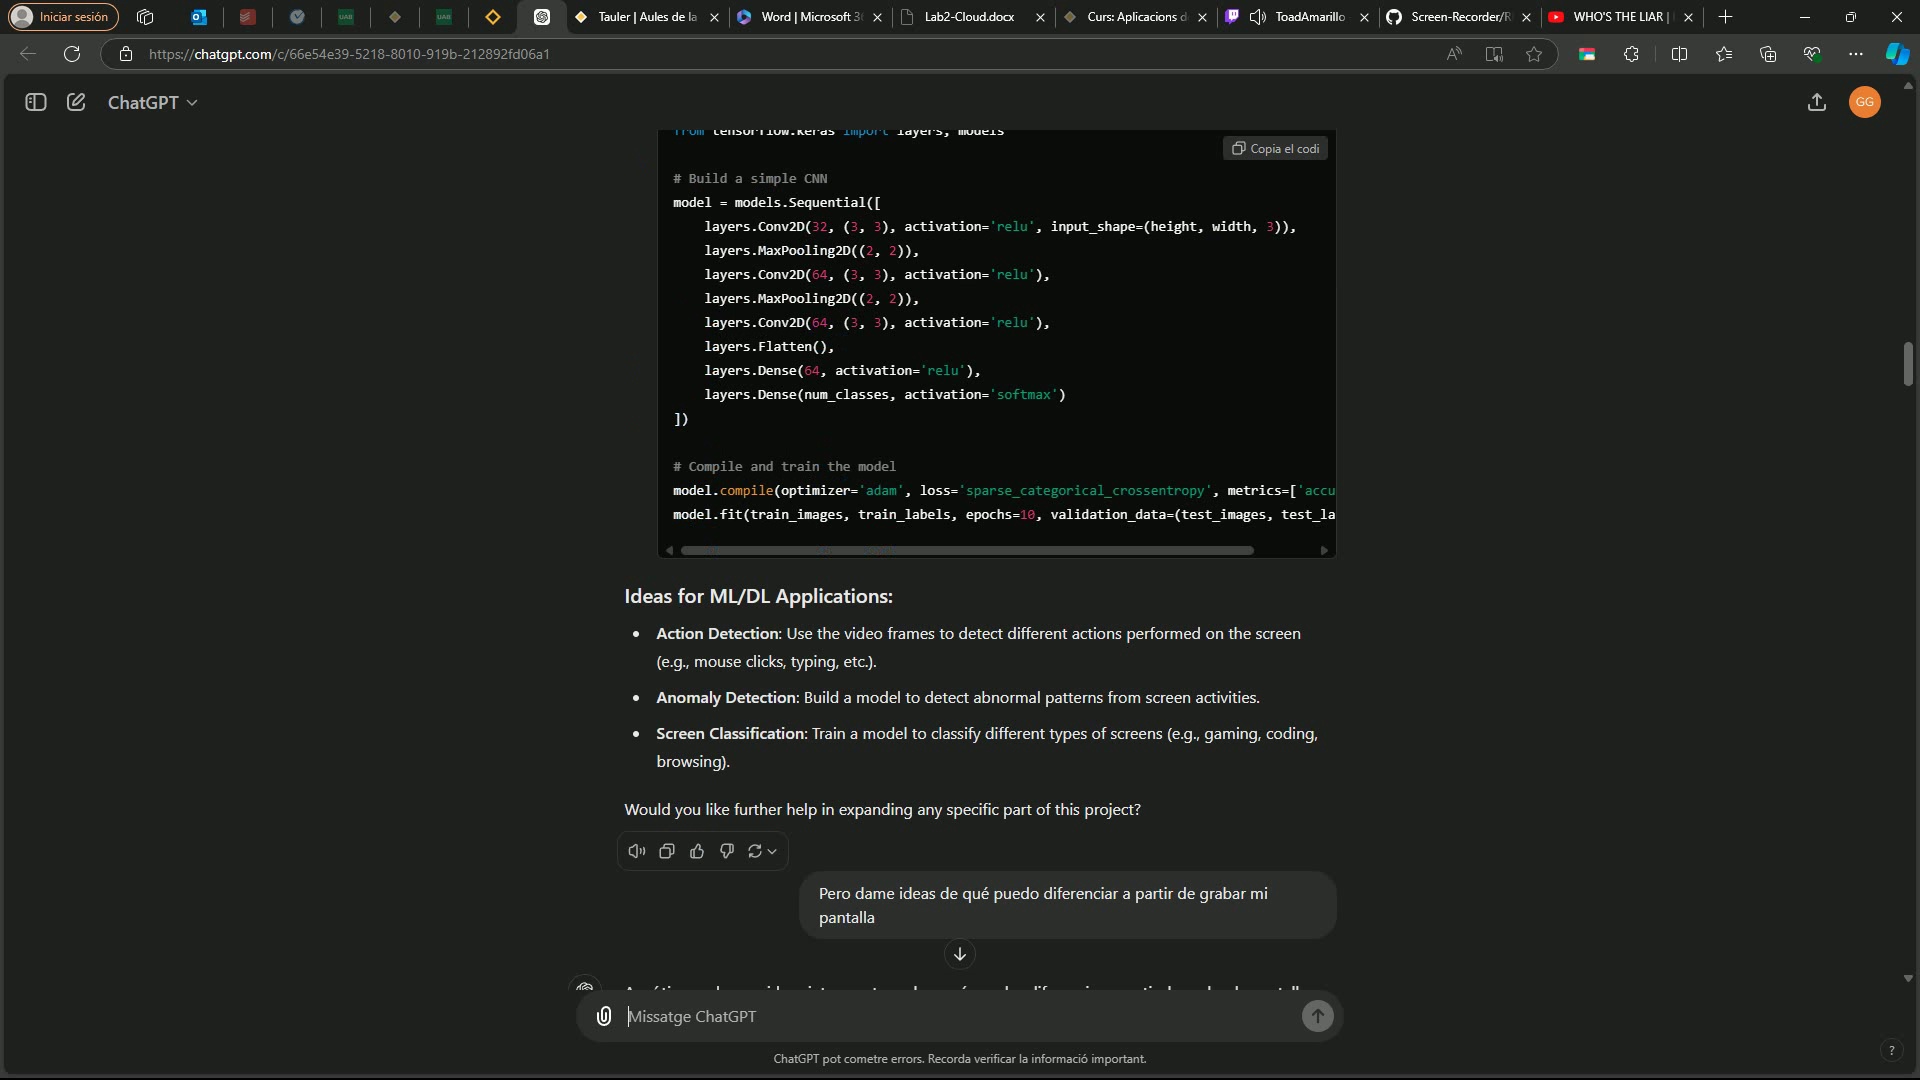 Iniciar sesión
UAB
UAB
Tauler | Aules de la
Word | Microsoft 3
Lab2-Cloud.docx
Curs: Aplicacions d
ToadAmarillo
Screen-Recorder/R
WHO'S THE LIAR |
https://chatgpt.com/c/66e54e39-5218-8010-919b-212892fd06a1
ChatGPT
GG
from tensorflow.keras import layers, models
Copia el codi
# Build a simple CNN
model = models.Sequential([
layers.Conv2D(32, (3, 3), activation='relu', input_shape=(height, width, 3)),
layers.MaxPooling2D((2, 2)),
layers.Conv2D(64, (3, 3), activation='relu'),
layers.MaxPooling2D((2, 2)),
layers.Conv2D(64, (3, 3), activation='relu'),
layers.Flatten(),
layers.Dense(64, activation='relu'),
layers.Dense(num_classes, activation='softmax')
])
# Compile and train the model
model.compile(optimizer='adam', loss='sparse_categorical_crossentropy', metrics=['accu
model.fit(train_images, train_labels, epochs=10, validation_data=(test_images, test_la
Ideas for ML/DL Applications:
• Action Detection: Use the video frames to detect different actions performed on the screen
(e.g., mouse clicks, typing, etc.).
• Anomaly Detection: Build a model to detect abnormal patterns from screen activities.
• Screen Classification: Train a model to classify different types of screens (e.g., gaming, coding,
browsing).
Would you like further help in expanding any specific part of this project?
Pero dame ideas de qué puedo diferenciar a partir de grabar mi
pantalla
Missatge ChatGPT
ChatGPT pot cometre errors. Recorda verificar la informació important.
?